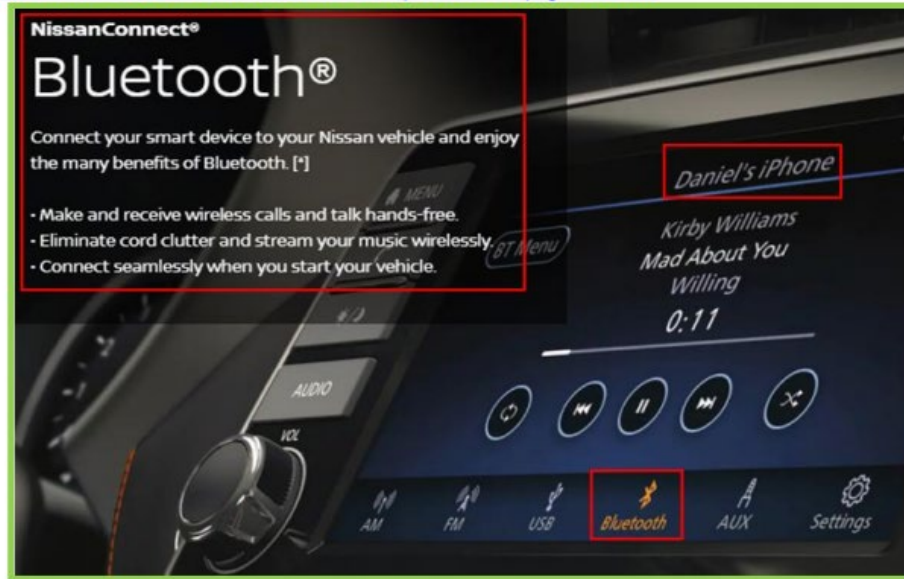 NissanConnect®
Bluetooth®
Connect your smart device to your Nissan vehicle and enjoy
the many benefits of Bluetooth. [*]
• Make and receive wireless calls and talk hands-free.
• Eliminate cord clutter and stream your music wirelessly.
• Connect seamlessly when you start your vehicle.
MENU
Daniel's iPhone
BT Menu
Kirby Williams
Mad About You
Willing
0:11
AUDIO
VOL
AM
FM
USB
Bluetooth
AUX
Settings